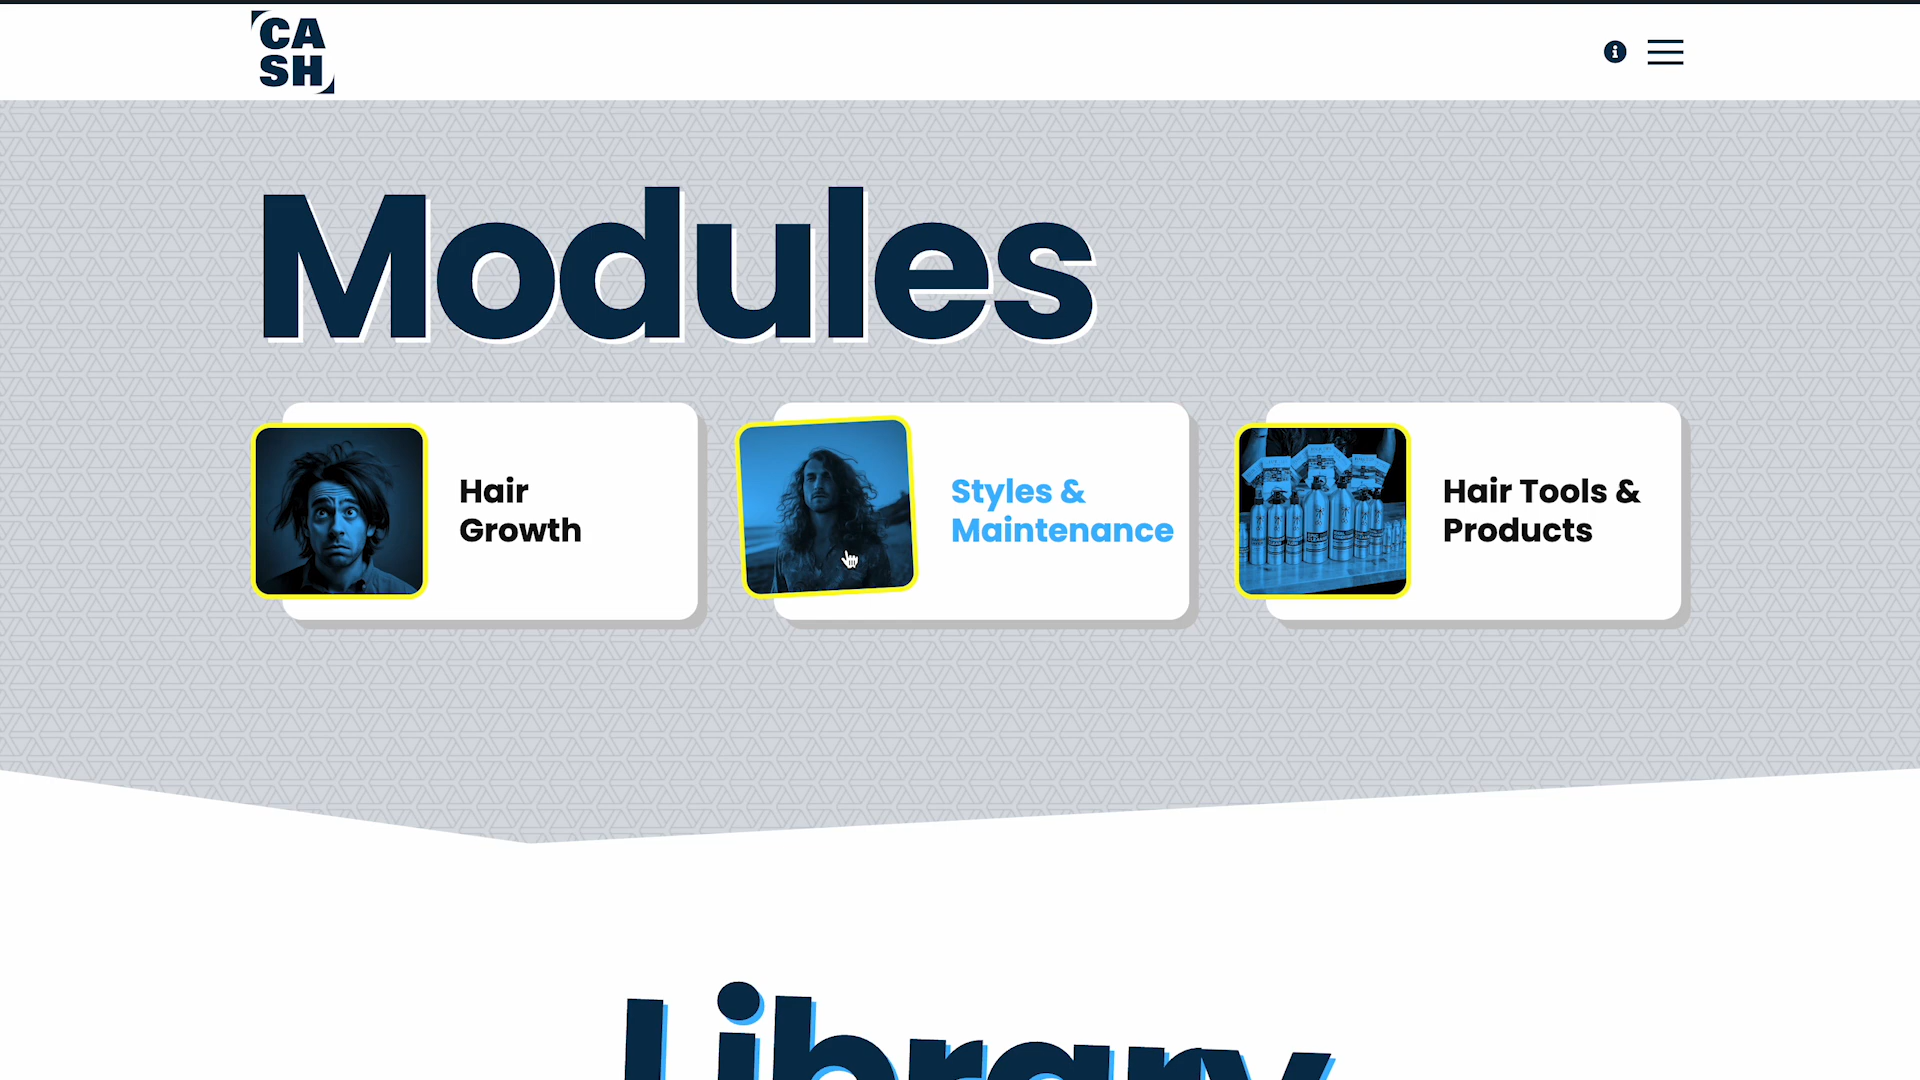 CA
SH
Modules
Hair
Growth
Styles &
Maintenance
Hair Tools &
Products
Library